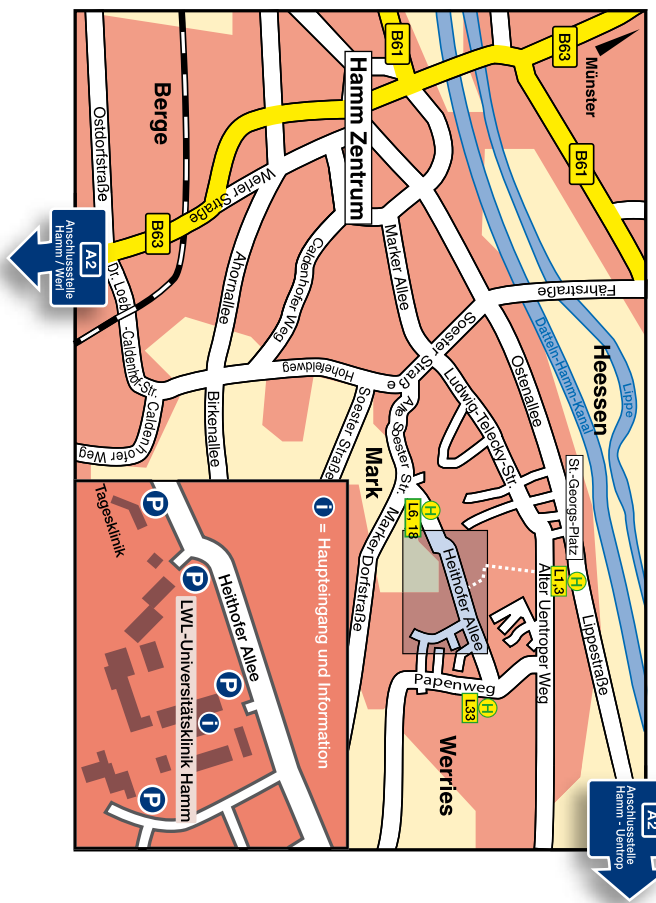 B61
B63
Münster
B61
Hamm Zentrum
Berge
Ostdorfstraße
Werler Straße
B63
A2
Anschlussstelle
Hamm / Werl
Dr. Loeb
-Caldenhof-Str.
Caldenhofer Weg
Ahornallee
Caldenhofer Weg
Marker Allee
Fährstraße
Heessen
Lippe
Datteln-Hamm-Kanal
Ostenallee
Soester Straße
Ludwig-Telecky-Str.
Hohefeldweg
Birkenallee
Soester Straße
Alte Soester Str.
Mark
Marker Dorfstraße
St.-Georgs-Platz
H
L6, 18
H
L1,3
Alter Uentroper Weg
Lippestraße
Heithofer Allee
Papenweg
H
L33
Werries
A2
Anschlussstelle
Hamm - Uentrop
i = Haupteingang und Information
Tagesklinik
P
P
Heithofer Allee
LWL-Universitätsklinik Hamm
P
i
P